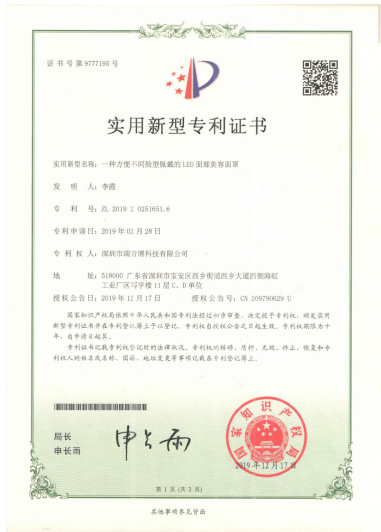 证书号第9777195号
实用新型专利证书
实用新型名称：一种方便不同脸型佩戴的LED面部美容面罩
发明人：李霞
专利号：ZL 2019 2 0251651.6
专利申请日：2019年02月28日
专利权人：深圳市瑞音博科技有限公司
地址：518000 广东省深圳市宝安区西乡街道西乡大道西侧海虹
工业厂区写字楼11层C、D单位
授权公告日：2019年12月17日 授权公告号：CN 209790629 U
国家知识产权局依照中华人民共和国专利法经过初步审查，决定授予专利权，颁发实用
新型专利证书并在专利登记簿上予以登记。专利权自授权公告之日起生效。专利权期限为十
年，自申请日起算。
专利证书记载专利权登记时的法律状况。专利权的转移、质押、无效、终止、恢复和专
利权人的姓名或名称、国籍、地址变更等事项记载在专利登记簿上。
局长
申长雨
申长雨
国家知识产权局
2019年12月17日
第1页(共2页)
其他事项参见背面